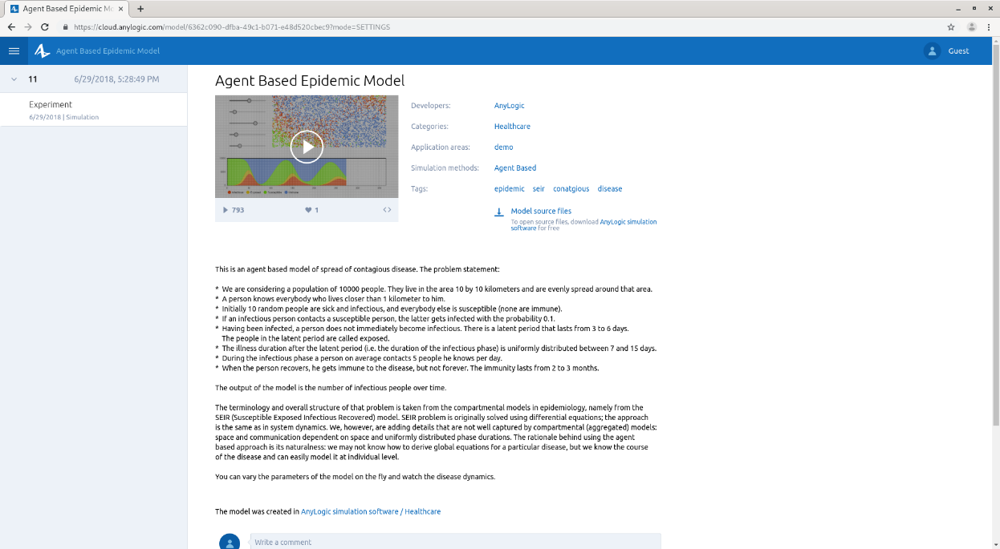 Agent Based Epidemic Mo
https://cloud.anylogic.com/model/6362c090-dfba-49c1-b071-e48d520cbec9?mode=SETTINGS
Agent Based Epidemic Model
Guest
11 6/29/2018, 5:28:49 PM
Experiment
6/29/2018 | Simulation
Agent Based Epidemic Model
Developers: AnyLogic
Categories: Healthcare
Application areas: demo
Simulation methods: Agent Based
Tags: epidemic seir conatgious disease
793 1
Model source files
To open source files, download AnyLogic simulation
software for free
This is an agent based model of spread of contagious disease. The problem statement:
* We are considering a population of 10000 people. They live in the area 10 by 10 kilometers and are evenly spread around that area.
* A person knows everybody who lives closer than 1 kilometer to him.
* Initially 10 random people are sick and infectious, and everybody else is susceptible (none are immune).
* If an infectious person contacts a susceptible person, the latter gets infected with the probability 0.1.
* Having been infected, a person does not immediately become infectious. There is a latent period that lasts from 3 to 6 days.
The people in the latent period are called exposed.
* The illness duration after the latent period (i.e. the duration of the infectious phase) is uniformly distributed between 7 and 15 days.
* During the infectious phase a person on average contacts 5 people he knows per day.
* When the person recovers, he gets immune to the disease, but not forever. The immunity lasts from 2 to 3 months.
The output of the model is the number of infectious people over time.
The terminology and overall structure of that problem is taken from the compartmental models in epidemiology, namely from the
SEIR (Susceptible Exposed Infectious Recovered) model. SEIR problem is originally solved using differential equations; the approach
is the same as in system dynamics. We, however, are adding details that are not well captured by compartmental (aggregated) models:
space and communication dependent on space and uniformly distributed phase durations. The rationale behind using the agent
based approach is its naturalness: we may not know how to derive global equations for a particular disease, but we know the course
of the disease and can easily model it at individual level.
You can vary the parameters of the model on the fly and watch the disease dynamics.
The model was created in AnyLogic simulation software / Healthcare
Write a comment